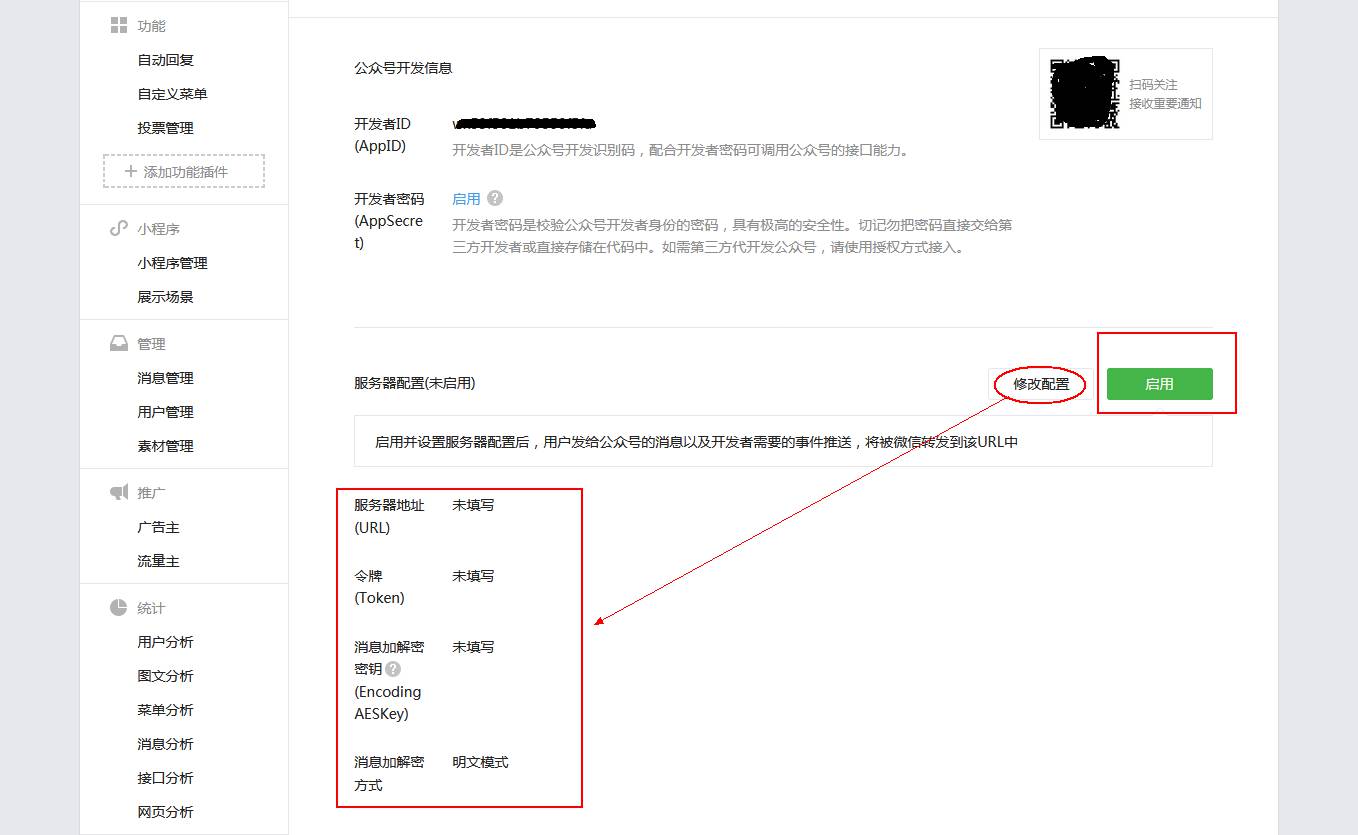 功能
自动回复
自定义菜单
投票管理
添加功能插件
小程序
小程序管理
展示场景
管理
消息管理
用户管理
素材管理
推广
广告主
流量主
统计
用户分析
图文分析
菜单分析
消息分析
接口分析
网页分析
公众号开发信息
扫码关注
接收重要通知
开发者ID
(AppID)
开发者ID是公众号开发识别码，配合开发者密码可调用公众号的接口能力。
开发者密码
(AppSecre
t)
启用
开发者密码是校验公众号开发者身份的密码，具有极高的安全性。切记勿把密码直接交给第
三方开发者或直接存储在代码中。如需第三方代开发公众号，请使用授权方式接入。
服务器配置(未启用)
修改配置
启用
启用并设置服务器配置后，用户发给公众号的消息以及开发者需要的事件推送，将被微信转发到该URL中
服务器地址
(URL)
未填写
令牌
(Token)
未填写
消息加解密
密钥
(Encoding
AESKey)
未填写
消息加解密
方式
明文模式